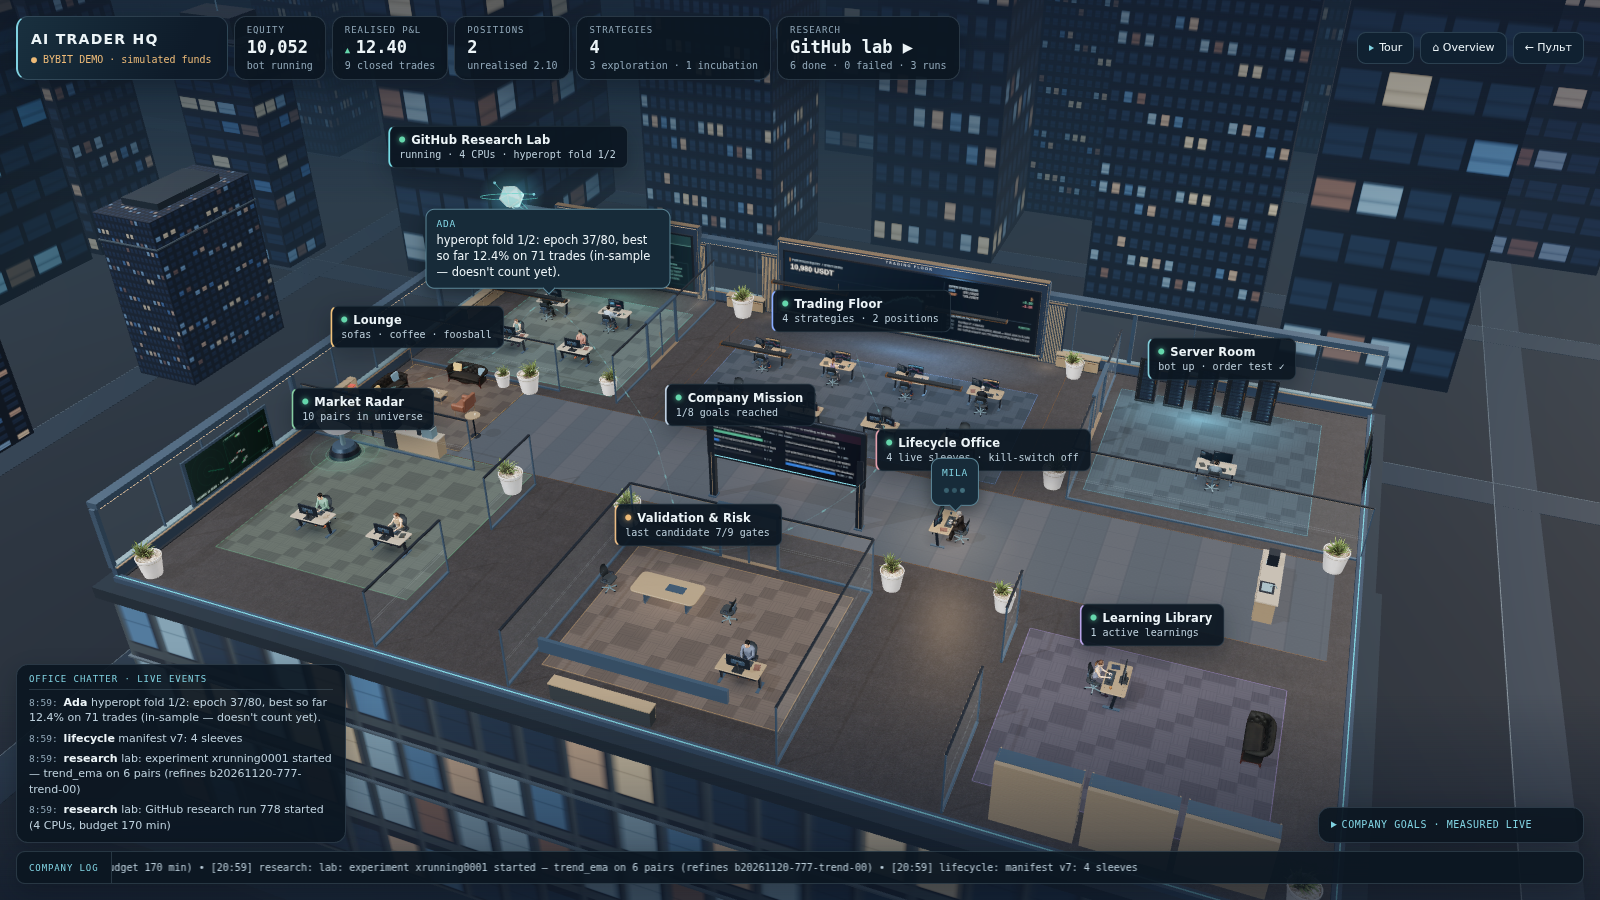 AI TRADER HQ
● BYBIT DEMO · simulated funds
EQUITY
10,052
bot running
REALISED P&L
▲ 12.40
9 closed trades
POSITIONS
2
unrealised 2.10
STRATEGIES
4
3 exploration · 1 incubation
RESEARCH
GitHub lab ▶
6 done · 0 failed · 3 runs
▶ Tour
⌂ Overview
← Пульт
GitHub Research Lab
running · 4 CPUs · hyperopt fold 1/2
ADA
hyperopt fold 1/2: epoch 37/80, best
so far 12.4% on 71 trades (in-sample
— doesn't count yet).
TRADING FLOOR
10,980 USDT
Lounge
sofas · coffee · foosball
Trading Floor
4 strategies · 2 positions
Server Room
bot up · order test ✓
Market Radar
10 pairs in universe
Company Mission
1/8 goals reached
Lifecycle Office
4 live sleeves · kill-switch off
MILA
Validation & Risk
last candidate 7/9 gates
Learning Library
1 active learnings
OFFICE CHATTER · LIVE EVENTS
8:59: Ada hyperopt fold 1/2: epoch 37/80, best so far
12.4% on 71 trades (in-sample — doesn't count yet).
8:59: lifecycle manifest v7: 4 sleeves
8:59: research lab: experiment xrunning0001 started
— trend_ema on 6 pairs (refines b20261120-777-
trend-00)
8:59: research lab: GitHub research run 778 started
(4 CPUs, budget 170 min)
▶ COMPANY GOALS · MEASURED LIVE
COMPANY LOG
udget 170 min) • [20:59] research: lab: experiment xrunning0001 started — trend_ema on 6 pairs (refines b20261120-777-trend-00) • [20:59] lifecycle: manifest v7: 4 sleeves